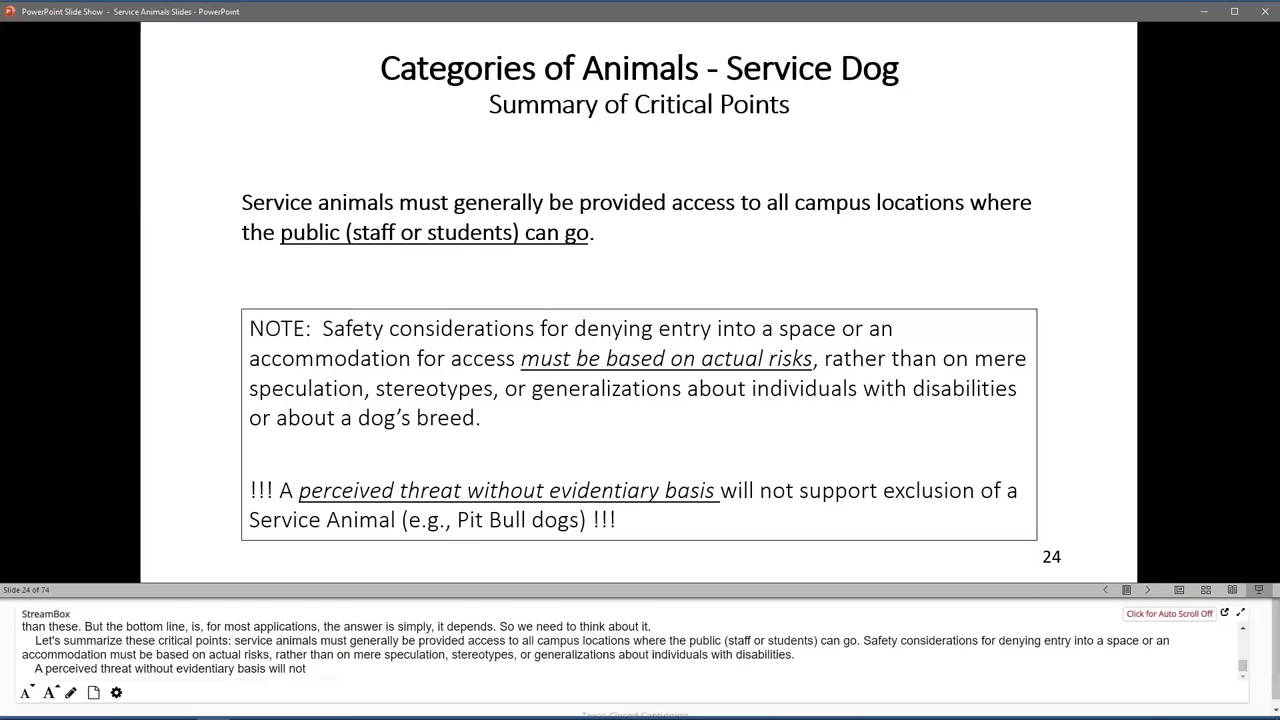 PowerPoint Slide Show - Service Animals Slides - PowerPoint
Categories of Animals - Service Dog
Summary of Critical Points
Service animals must generally be provided access to all campus locations where
the public (staff or students) can go.
NOTE: Safety considerations for denying entry into a space or an
accommodation for access must be based on actual risks, rather than on mere
speculation, stereotypes, or generalizations about individuals with disabilities
or about a dog’s breed.
!!! A perceived threat without evidentiary basis will not support exclusion of a
Service Animal (e.g., Pit Bull dogs) !!!
24
Slide 24 of 74
StreamBox
Click for Auto Scroll Off
than these. But the bottom line, is, for most applications, the answer is simply, it depends. So we need to think about it.
Let's summarize these critical points: service animals must generally be provided access to all campus locations where the public (staff or students) can go. Safety considerations for denying entry into a space or an
accommodation must be based on actual risks, rather than on mere speculation, stereotypes, or generalizations about individuals with disabilities.
A perceived threat without evidentiary basis will not
A A
Texas Closed Captioning